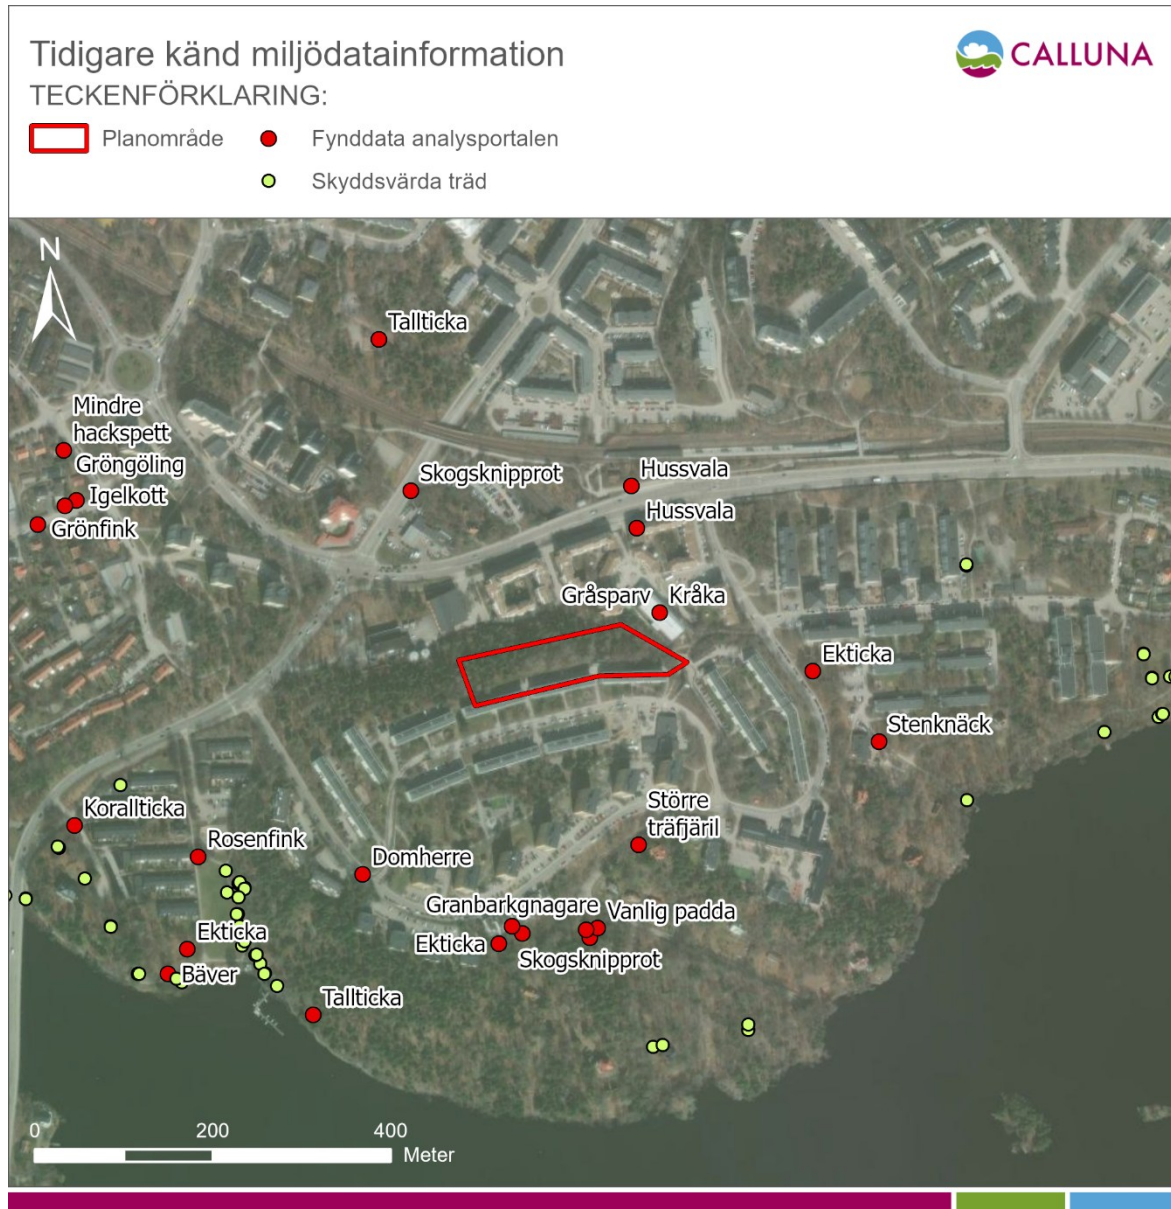 Tidigare känd miljödatainformation
CALLUNA
TECKENFÖRKLARING:
Planområde
Fynddata analysportalen
Skyddsvärda träd
N
Tallticka
Mindre
hackspett
Gröngöling
Igelkott
Grönfink
Skogsknipprot
Hussvala
Hussvala
Gråsparv
Kråka
Ekticka
Stenknäck
Korallticka
Rosenfink
Större
träfjäril
Domherre
Granbarkgnagare
Vanlig padda
Ekticka
Ekticka
Skogsknipprot
Bäver
Tallticka
0
200
400
Meter